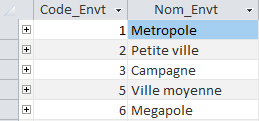 Code_Envt Nom_Envt
1 Metropole
2 Petite ville
3 Campagne
5 Ville moyenne
6 Megapole